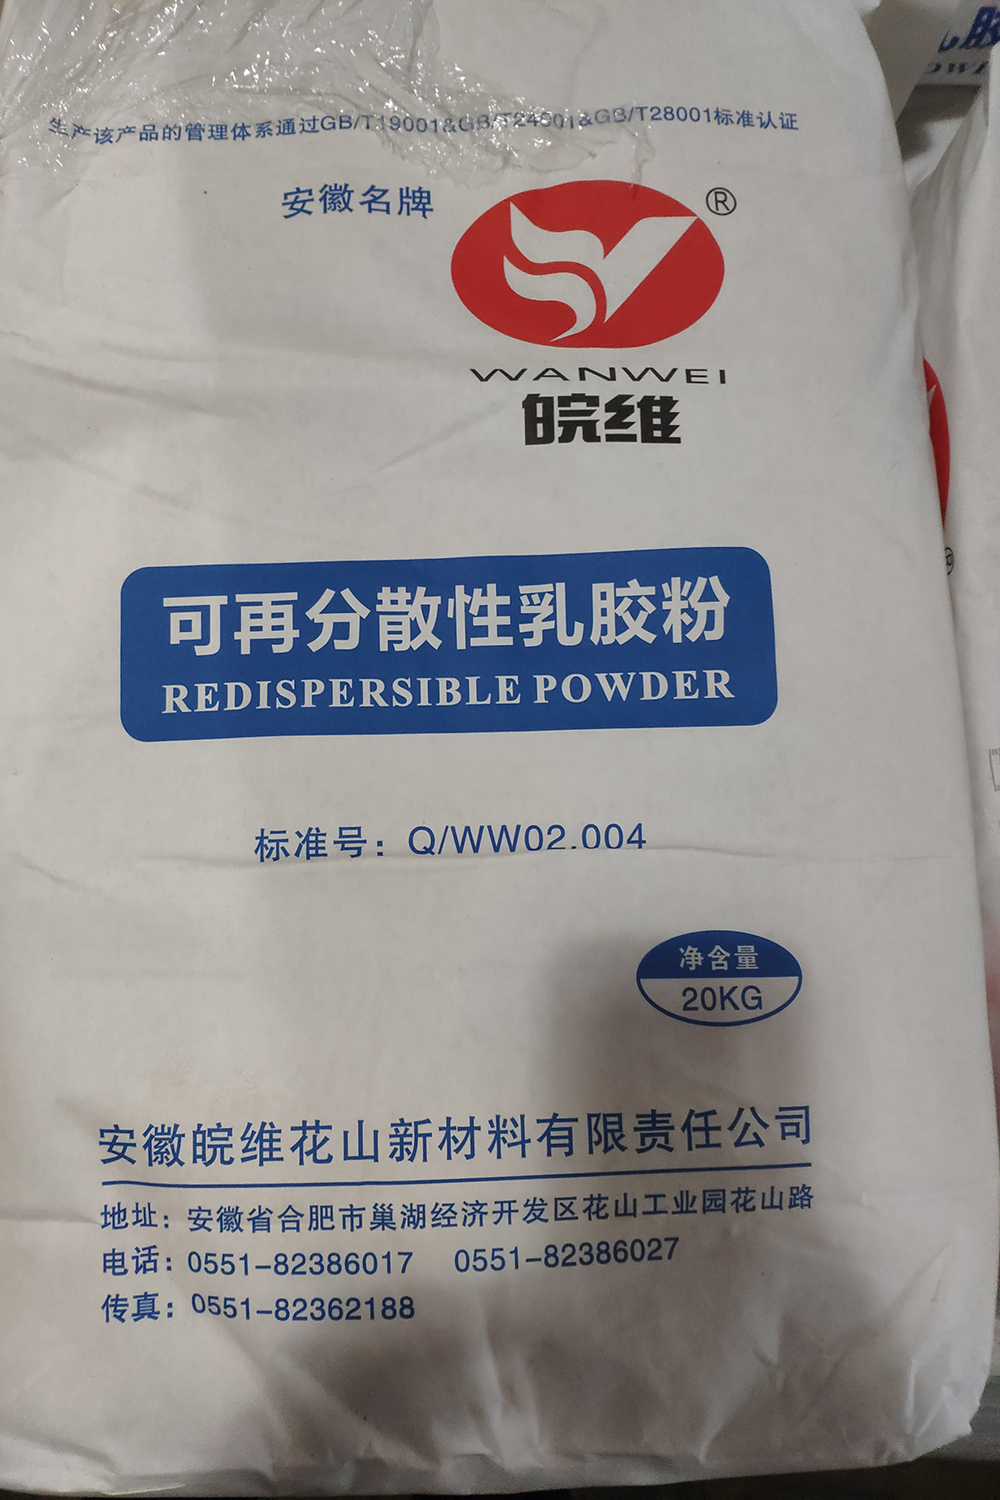 生产该产品的管理体系通过GB/T19001&GB/T24001&GB/T28001标准认证
安徽名牌
®
WANWEI
皖维
可再分散性乳胶粉
REDISPERSIBLE POWDER
标准号：Q/WW02.004
净含量
20KG
安徽皖维花山新材料有限责任公司
地址：安徽省合肥市巢湖经济开发区花山工业园花山路
电话：0551-82386017 0551-82386027
传真：0551-82362188